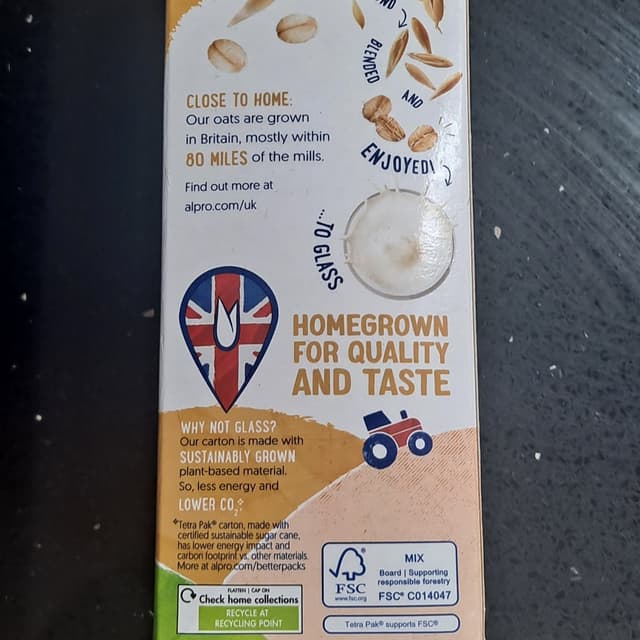 BLENDED
AND
ENJOYED!
...TO GLASS
CLOSE TO HOME:
Our oats are grown
in Britain, mostly within
80 MILES of the mills.
Find out more at
alpro.com/uk
HOMEGROWN
FOR QUALITY
AND TASTE
WHY NOT GLASS?
Our carton is made with
SUSTAINABLY GROWN
plant-based material.
So, less energy and
LOWER CO₂
Tetra Pak® carton, made with
certified sustainable sugar cane,
has lower energy impact and
carbon footprint vs. other materials.
More at alpro.com/betterpacks
FLATTEN | CAP ON
Check home collections
RECYCLE AT
RECYCLING POINT
FSC
www.fsc.org
MIX
Board | Supporting
responsible forestry
FSC® C014047
Tetra Pak® supports FSC®